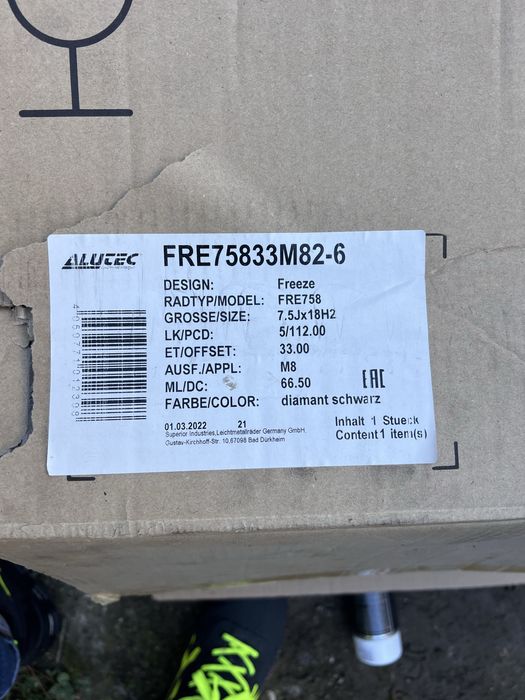 ALUTEC
FRE75833M82-6
DESIGN: Freeze
RADTYP/MODEL: FRE758
GROSSE/SIZE: 7.5Jx18H2
LK/PCD: 5/112.00
ET/OFFSET: 33.00
AUSF./APPL: M8
ML/DC: 66.50
FARBE/COLOR: diamant schwarz
EAC
01.03.2022 21
Superior Industries,Leichtmetallräder Germany GmbH,
Gustav-Kirchhoff-Str. 10,67098 Bad Dürkheim
Inhalt 1 Stueck
Content 1 item(s)